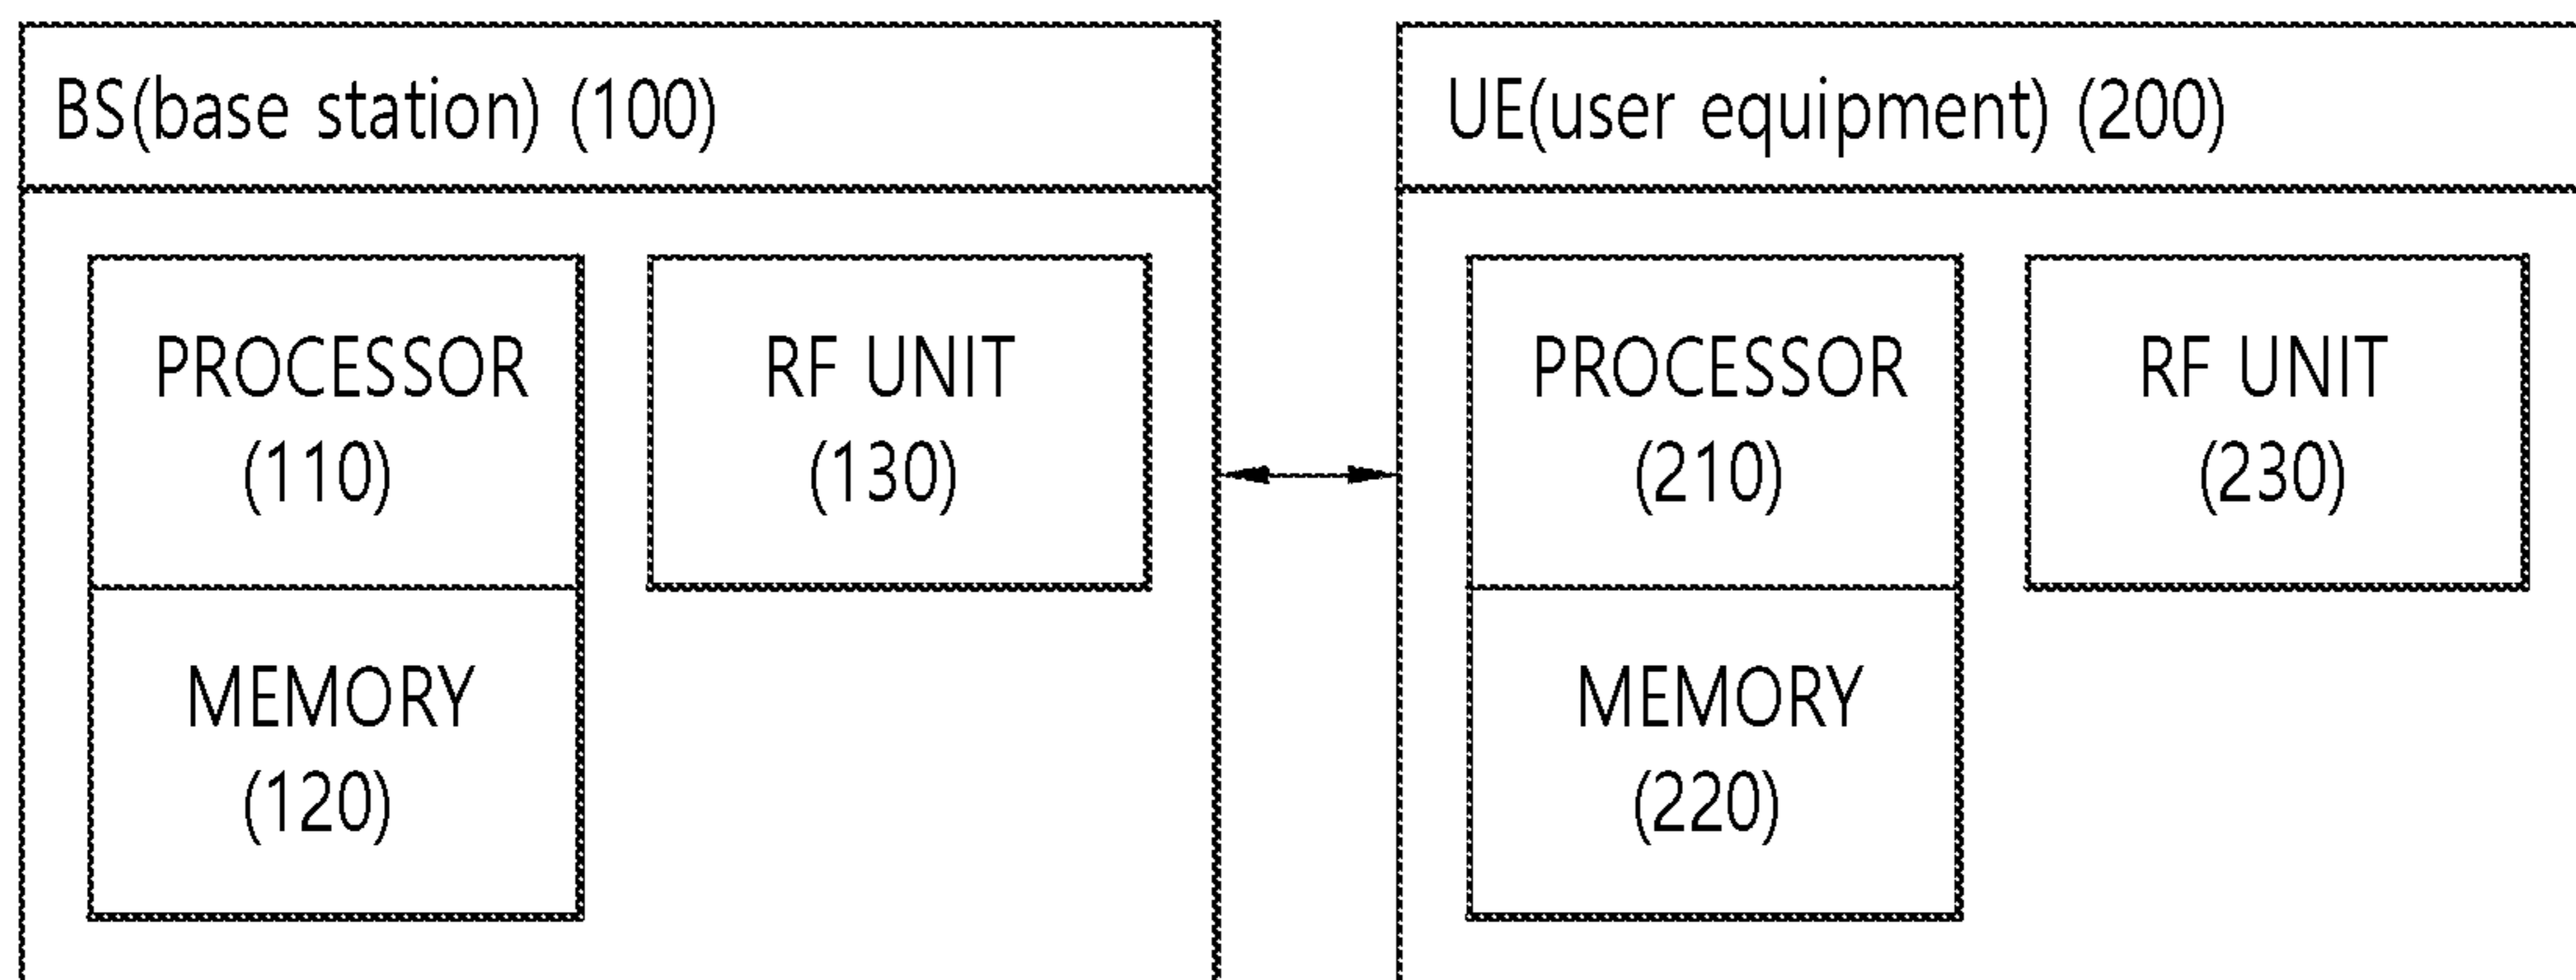 BS(base station) (100)
PROCESSOR
(110)
RF UNIT
(130)
MEMORY
(120)
UE(user equipment) (200)
PROCESSOR
(210)
RF UNIT
(230)
MEMORY
(220)